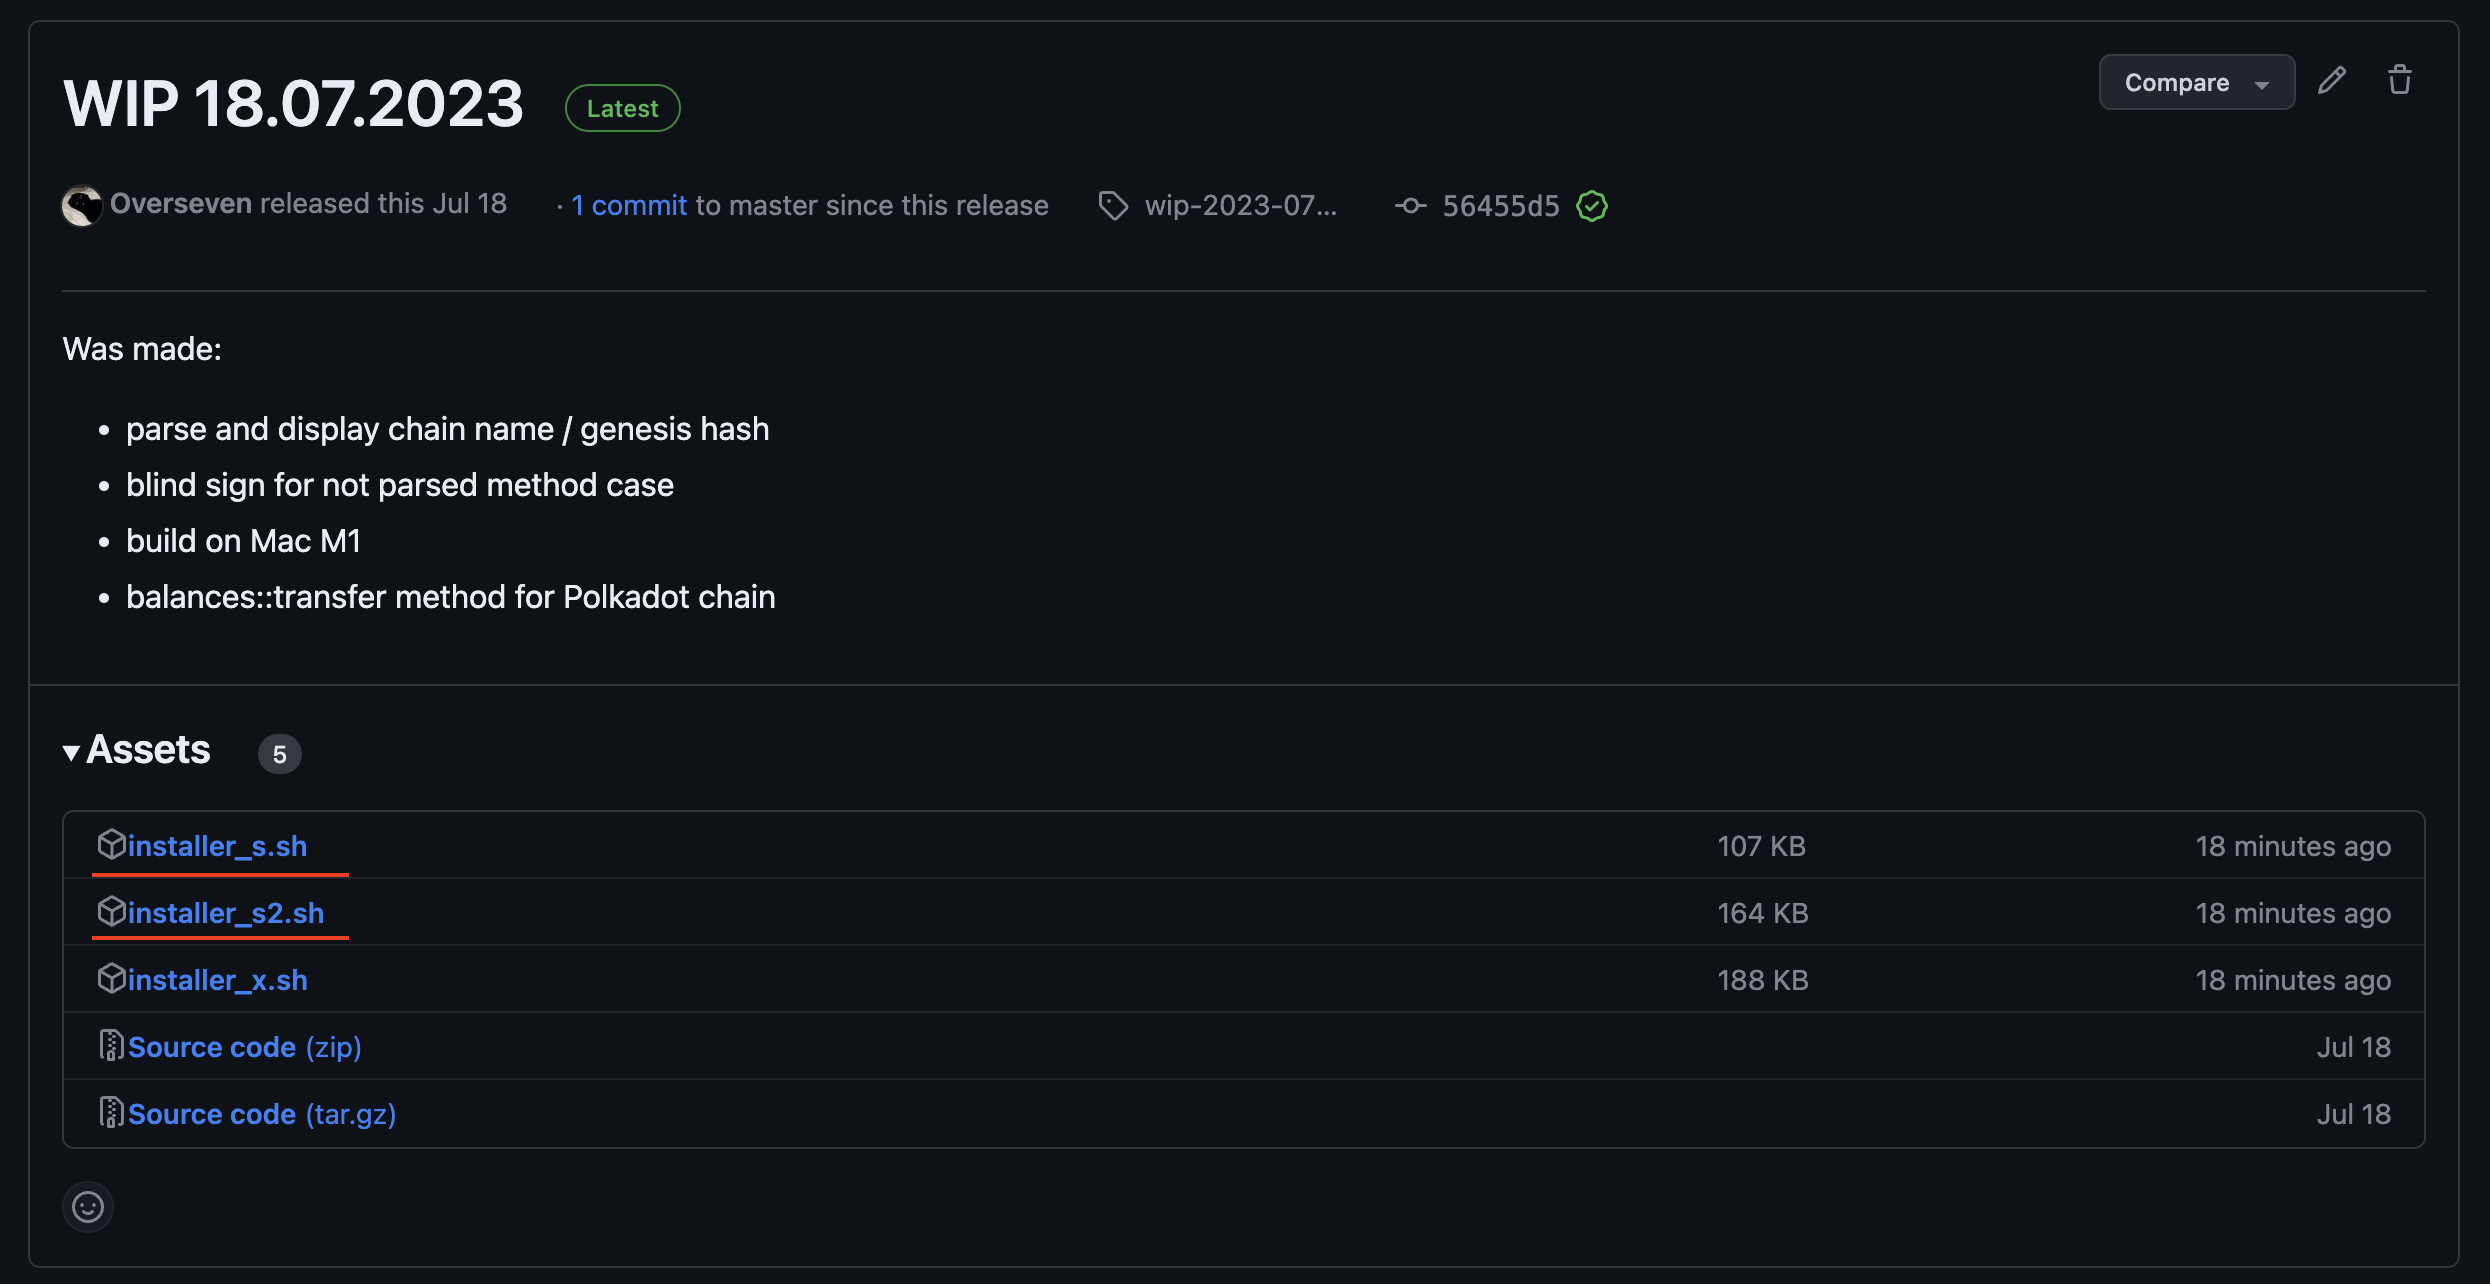 WIP 18.07.2023 Latest Compare
Overseven released this Jul 18 · 1 commit to master since this release wip-2023-07... 56455d5
Was made:
• parse and display chain name / genesis hash
• blind sign for not parsed method case
• build on Mac M1
• balances::transfer method for Polkadot chain
Assets 5
installer_s.sh 107 KB 18 minutes ago
installer_s2.sh 164 KB 18 minutes ago
installer_x.sh 188 KB 18 minutes ago
Source code (zip) Jul 18
Source code (tar.gz) Jul 18